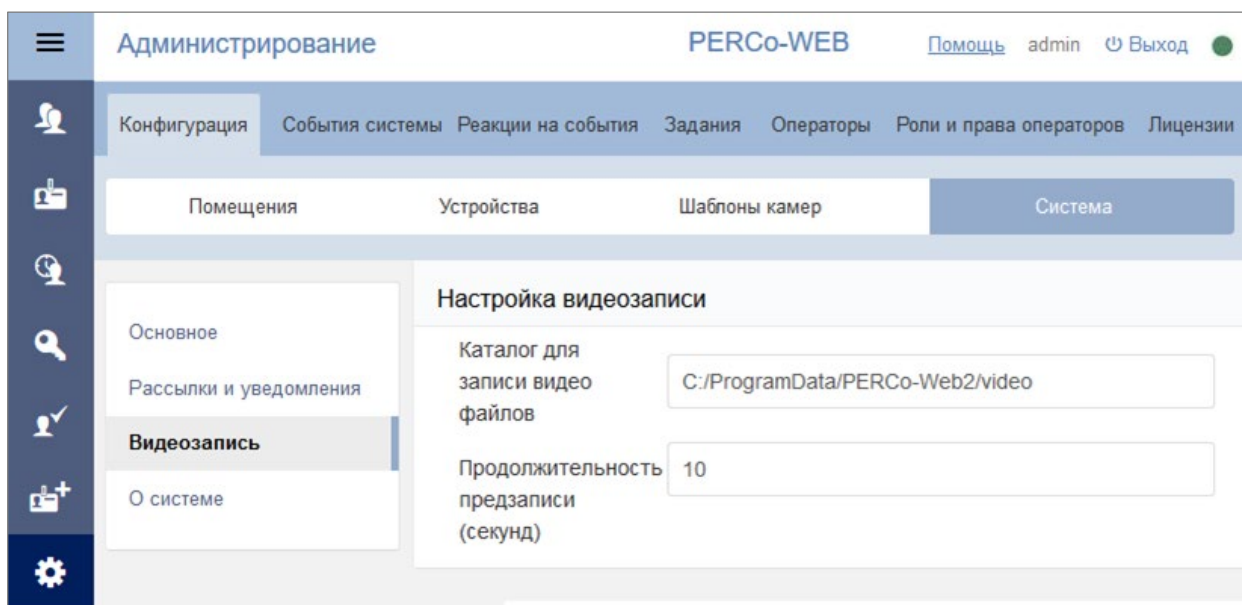 Администрирование PERCo-WEB Помощь admin Выход
Конфигурация События системы Реакции на события Задания Операторы Роли и права операторов Лицензии
Помещения Устройства Шаблоны камер Система
Основное
Рассылки и уведомления
Видеозапись
О системе
Настройка видеозаписи
Каталог для
записи видео
файлов
C:/ProgramData/PERCo-Web2/video
Продолжительность
предзаписи
(секунд)
10